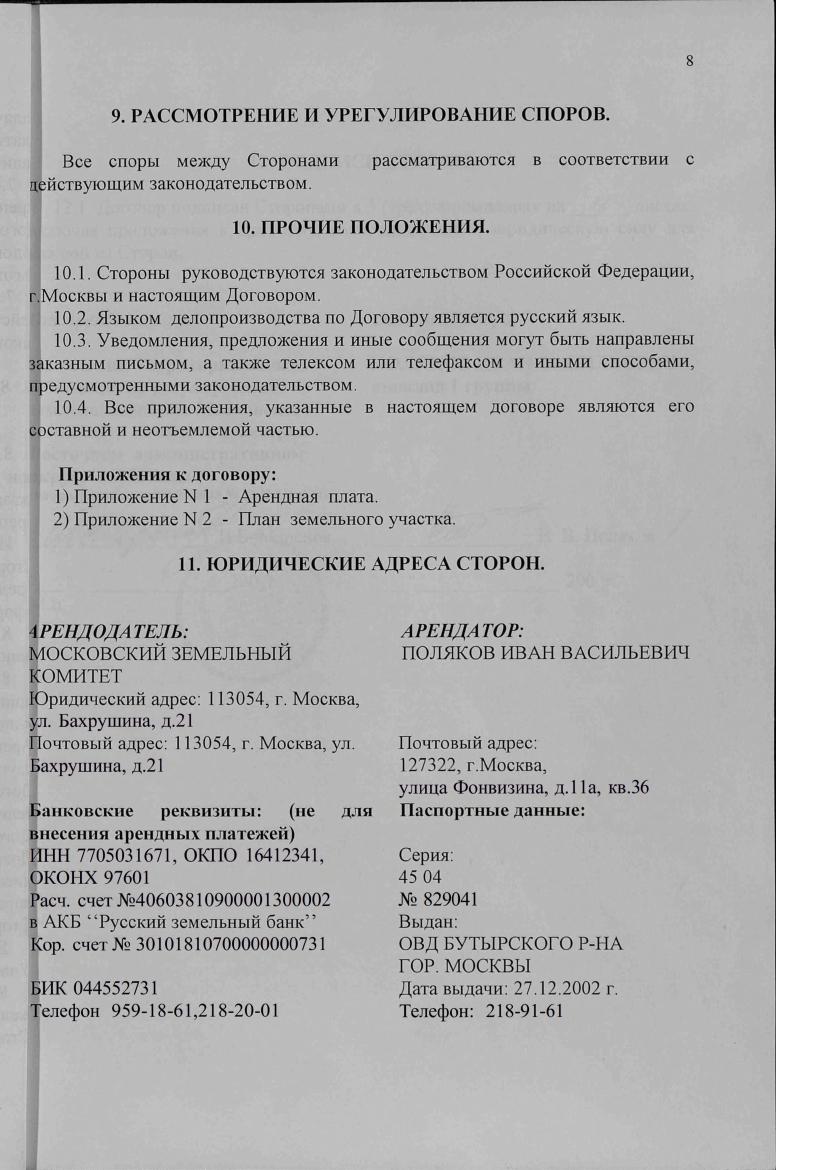 8
9. РАССМОТРЕНИЕ И УРЕГУЛИРОВАНИЕ СПОРОВ.
Все споры между Сторонами рассматриваются в соответствии с
действующим законодательством.
10. ПРОЧИЕ ПОЛОЖЕНИЯ.
10.1. Стороны руководствуются законодательством Российской Федерации,
г.Москвы и настоящим Договором.
10.2. Языком делопроизводства по Договору является русский язык.
10.3. Уведомления, предложения и иные сообщения могут быть направлены
заказным письмом, а также телексом или телефаксом и иными способами,
предусмотренными законодательством.
10.4. Все приложения, указанные в настоящем договоре являются его
составной и неотъемлемой частью.
Приложения к договору:
1) Приложение N 1 - Арендная плата.
2) Приложение N 2 - План земельного участка.
11. ЮРИДИЧЕСКИЕ АДРЕСА СТОРОН.
АРЕНДОДАТЕЛЬ:
МОСКОВСКИЙ ЗЕМЕЛЬНЫЙ
КОМИТЕТ
Юридический адрес: 113054, г. Москва,
ул. Бахрушина, д.21
Почтовый адрес: 113054, г. Москва, ул.
Бахрушина, д.21
Банковские реквизиты: (не для
внесения арендных платежей)
ИНН 7705031671, ОКПО 16412341,
ОКОНХ 97601
Расч. счет №40603810900001300002
в АКБ “Русский земельный банк”
Кор. счет № 30101810700000000731
БИК 044552731
Телефон 959-18-61,218-20-01
АРЕНДАТОР:
ПОЛЯКОВ ИВАН ВАСИЛЬЕВИЧ
Почтовый адрес:
127322, г.Москва,
улица Фонвизина, д.11а, кв.36
Паспортные данные:
Серия:
45 04
№ 829041
Выдан:
ОВД БУТЫРСКОГО Р-НА
ГОР. МОСКВЫ
Дата выдачи: 27.12.2002 г.
Телефон: 218-91-61